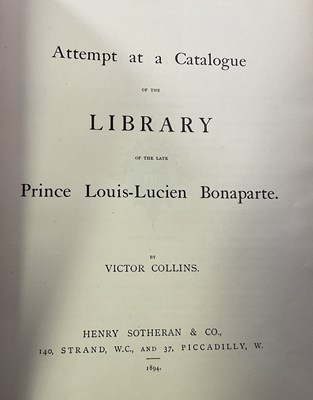 Attempt at a Catalogue
OF THE
LIBRARY
OF THE LATE
Prince Louis-Lucien Bonaparte.
BY
VICTOR COLLINS.
HENRY SOTHERAN & CO.,
140, STRAND, W.C., AND 37, PICCADILLY, W.
1894.